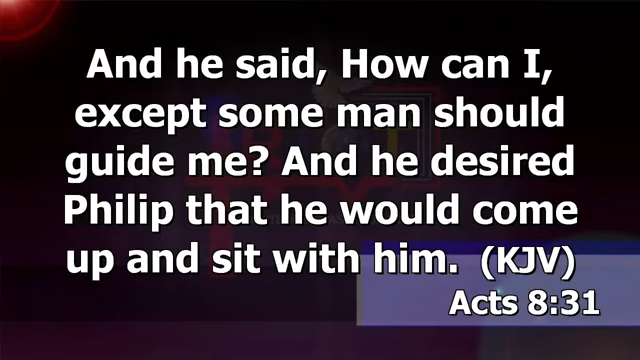 And he said, How can I,
except some man should
guide me? And he desired
Philip that he would come
up and sit with him. (KJV)
Acts 8:31